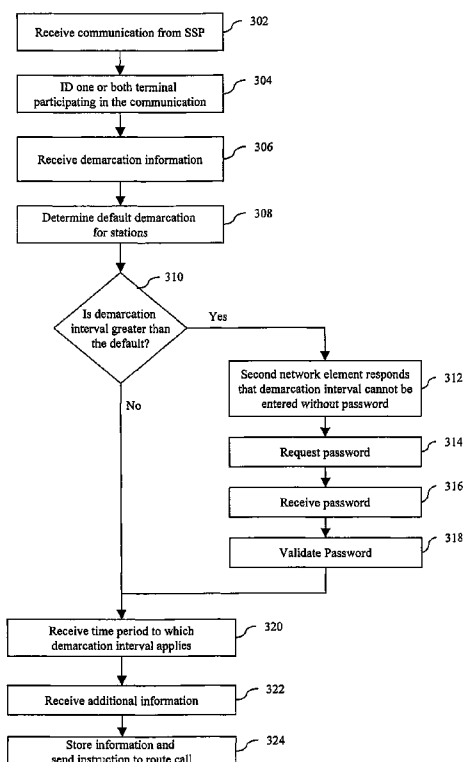 Receive communication from SSP
302
ID one or both terminal
participating in the communication
304
Receive demarcation information
306
Determine default demarcation
for stations
308
310
Is demarcation
interval greater than
the default?
Yes
No
Second network element responds
that demarcation interval cannot be
entered without password
312
Request password
314
Receive password
316
Validate Password
318
Receive time period to which
demarcation interval applies
320
Receive additional information
322
Store information and
send instruction to route call
324